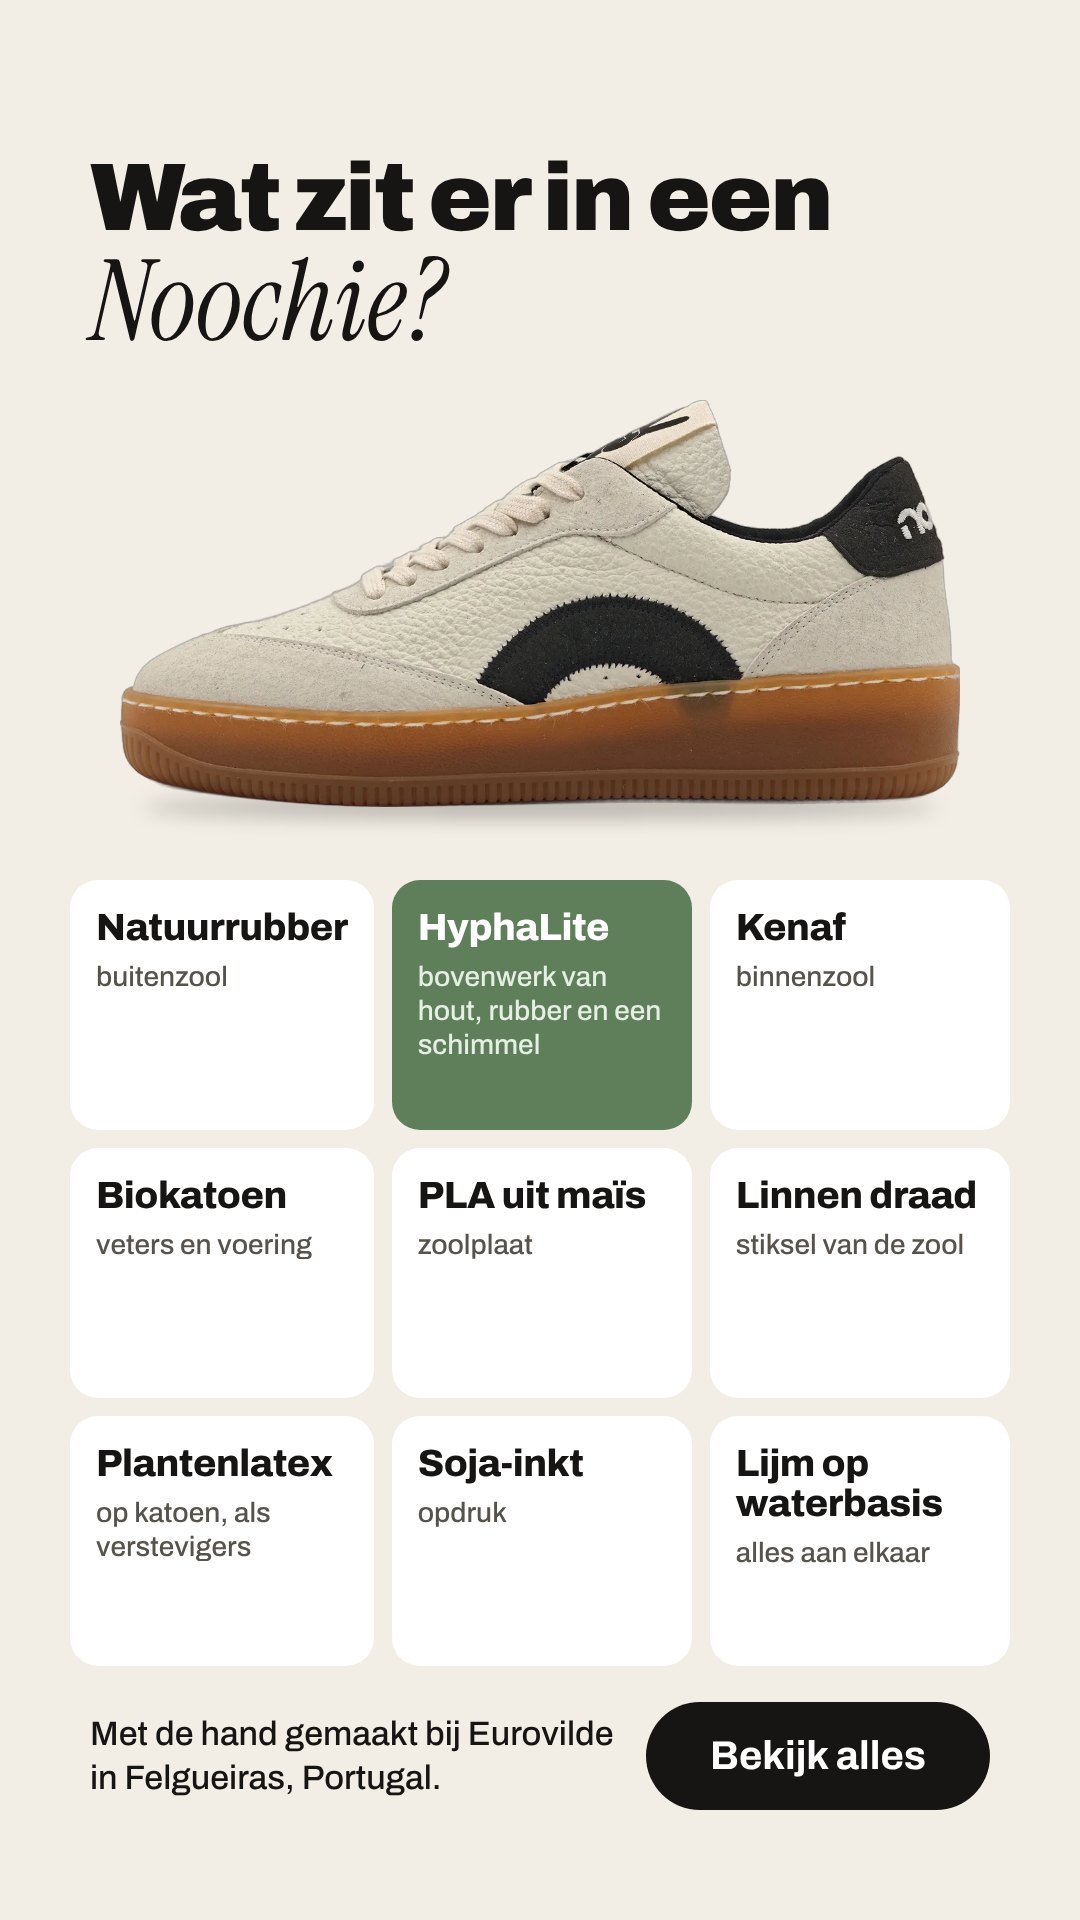 Wat zit er in een
Noochie?
Natuurrubber
buitenzool
HyphaLite
bovenwerk van
hout, rubber en een
schimmel
Kenaf
binnenzool
Biokatoen
veters en voering
PLA uit maïs
zoolplaat
Linnen draad
stiksel van de zool
Plantenlatex
op katoen, als
verstevigers
Soja-inkt
opdruk
Lijm op
waterbasis
alles aan elkaar
Met de hand gemaakt bij Eurovilde
in Felgueiras, Portugal.
Bekijk alles